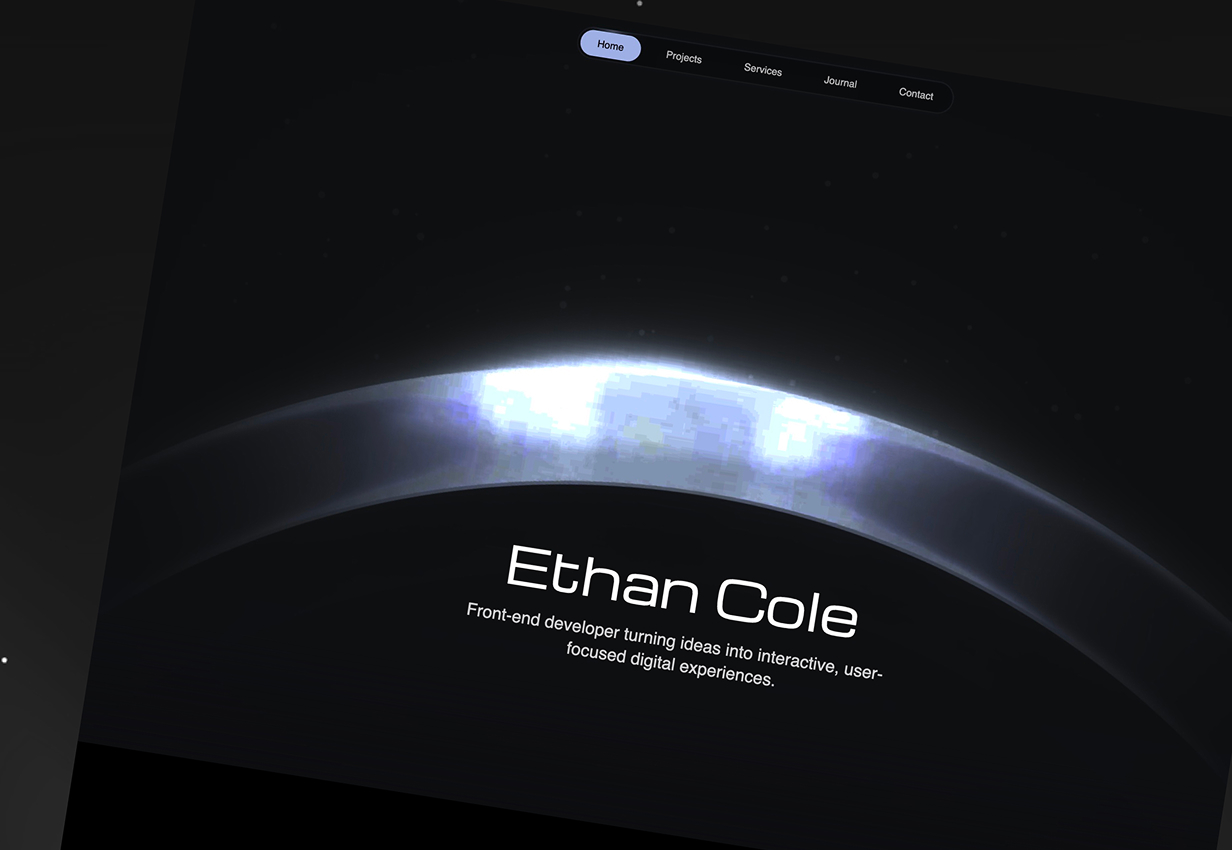 Home
Projects
Services
Journal
Contact
Ethan Cole
Front-end developer turning ideas into interactive, user-
focused digital experiences.